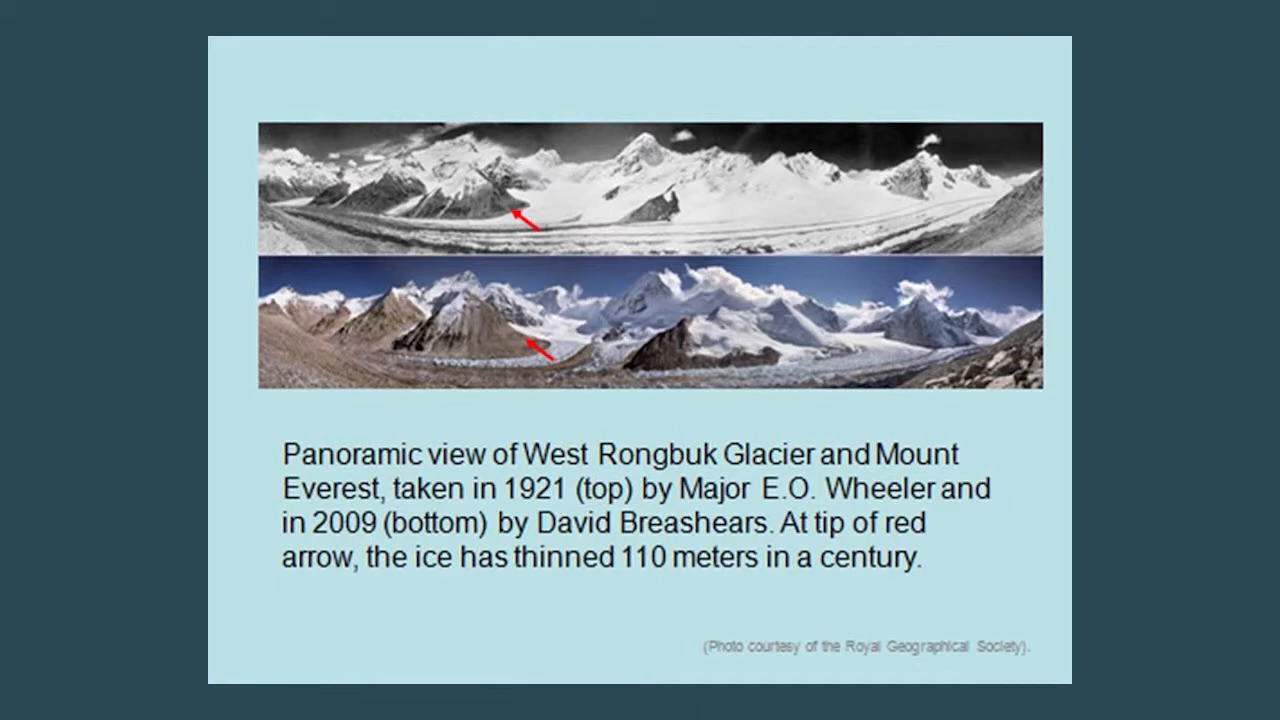 Panoramic view of West Rongbuk Glacier and Mount
Everest, taken in 1921 (top) by Major E.O. Wheeler and
in 2009 (bottom) by David Breashears. At tip of red
arrow, the ice has thinned 110 meters in a century.
(Photo courtesy of the Royal Geographical Society).